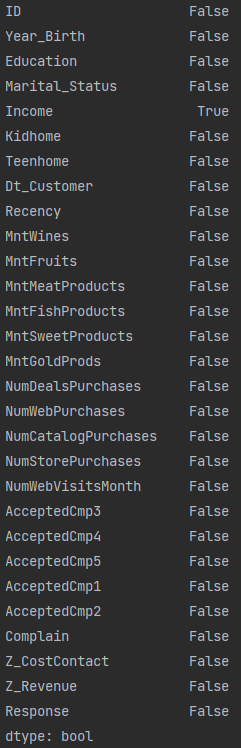 ID False
Year_Birth False
Education False
Marital_Status False
Income True
Kidhome False
Teenhome False
Dt_Customer False
Recency False
MntWines False
MntFruits False
MntMeatProducts False
MntFishProducts False
MntSweetProducts False
MntGoldProds False
NumDealsPurchases False
NumWebPurchases False
NumCatalogPurchases False
NumStorePurchases False
NumWebVisitsMonth False
AcceptedCmp3 False
AcceptedCmp4 False
AcceptedCmp5 False
AcceptedCmp1 False
AcceptedCmp2 False
Complain False
Z_CostContact False
Z_Revenue False
Response False
dtype: bool